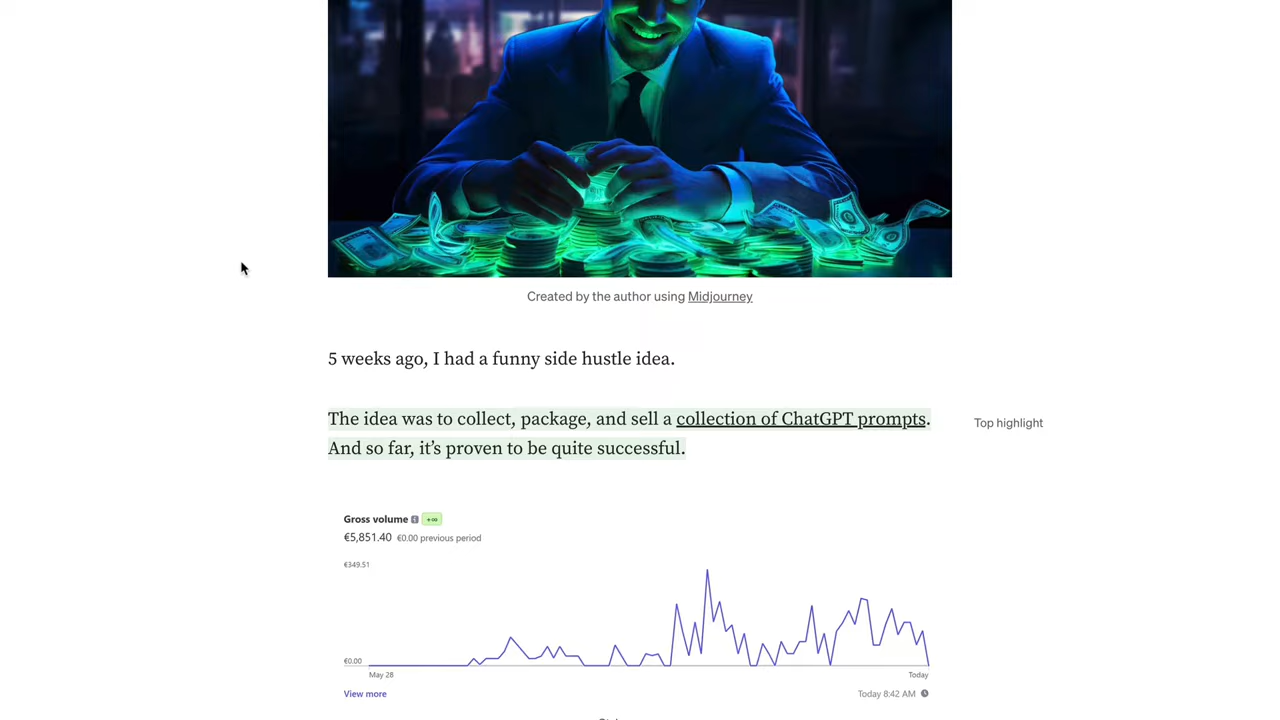 Created by the author using Midjourney
5 weeks ago, I had a funny side hustle idea.
The idea was to collect, package, and sell a collection of ChatGPT prompts.
Top highlight
And so far, it's proven to be quite successful.
Gross volume +∞
€5,851.40 €0.00 previous period
€349.51
€0.00
May 28 Today
View more Today 8:42 AM